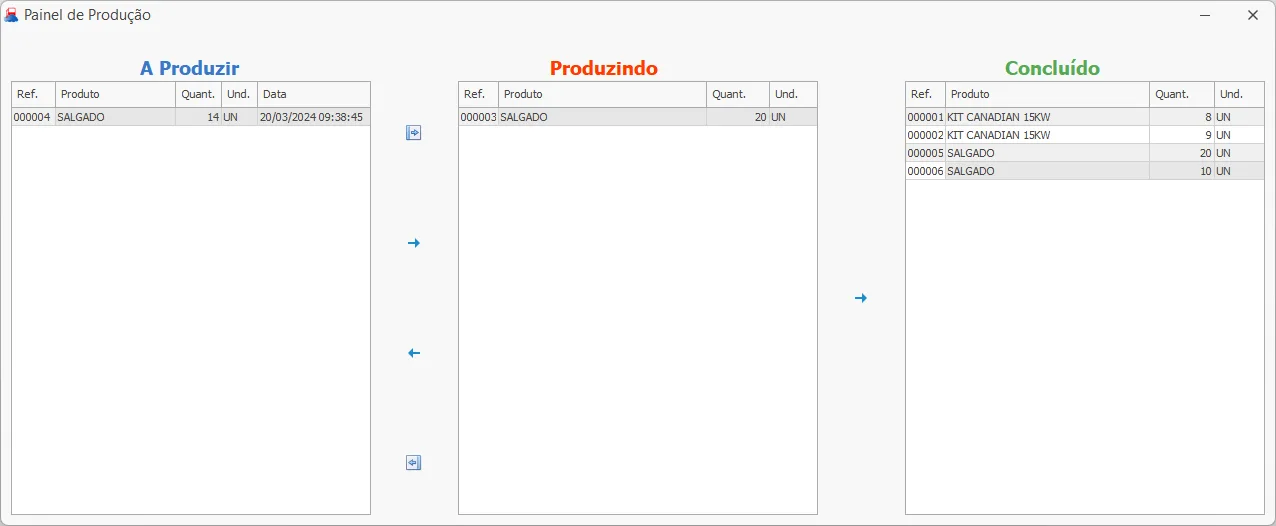 Painel de Produção
A Produzir
Ref. Produto Quant. Und. Data
000004 SALGADO 14 UN 20/03/2024 09:38:45
Produzindo
Ref. Produto Quant. Und.
000003 SALGADO 20 UN
Concluído
Ref. Produto Quant. Und.
000001 KIT CANADIAN 15KW 8 UN
000002 KIT CANADIAN 15KW 9 UN
000005 SALGADO 20 UN
000006 SALGADO 10 UN